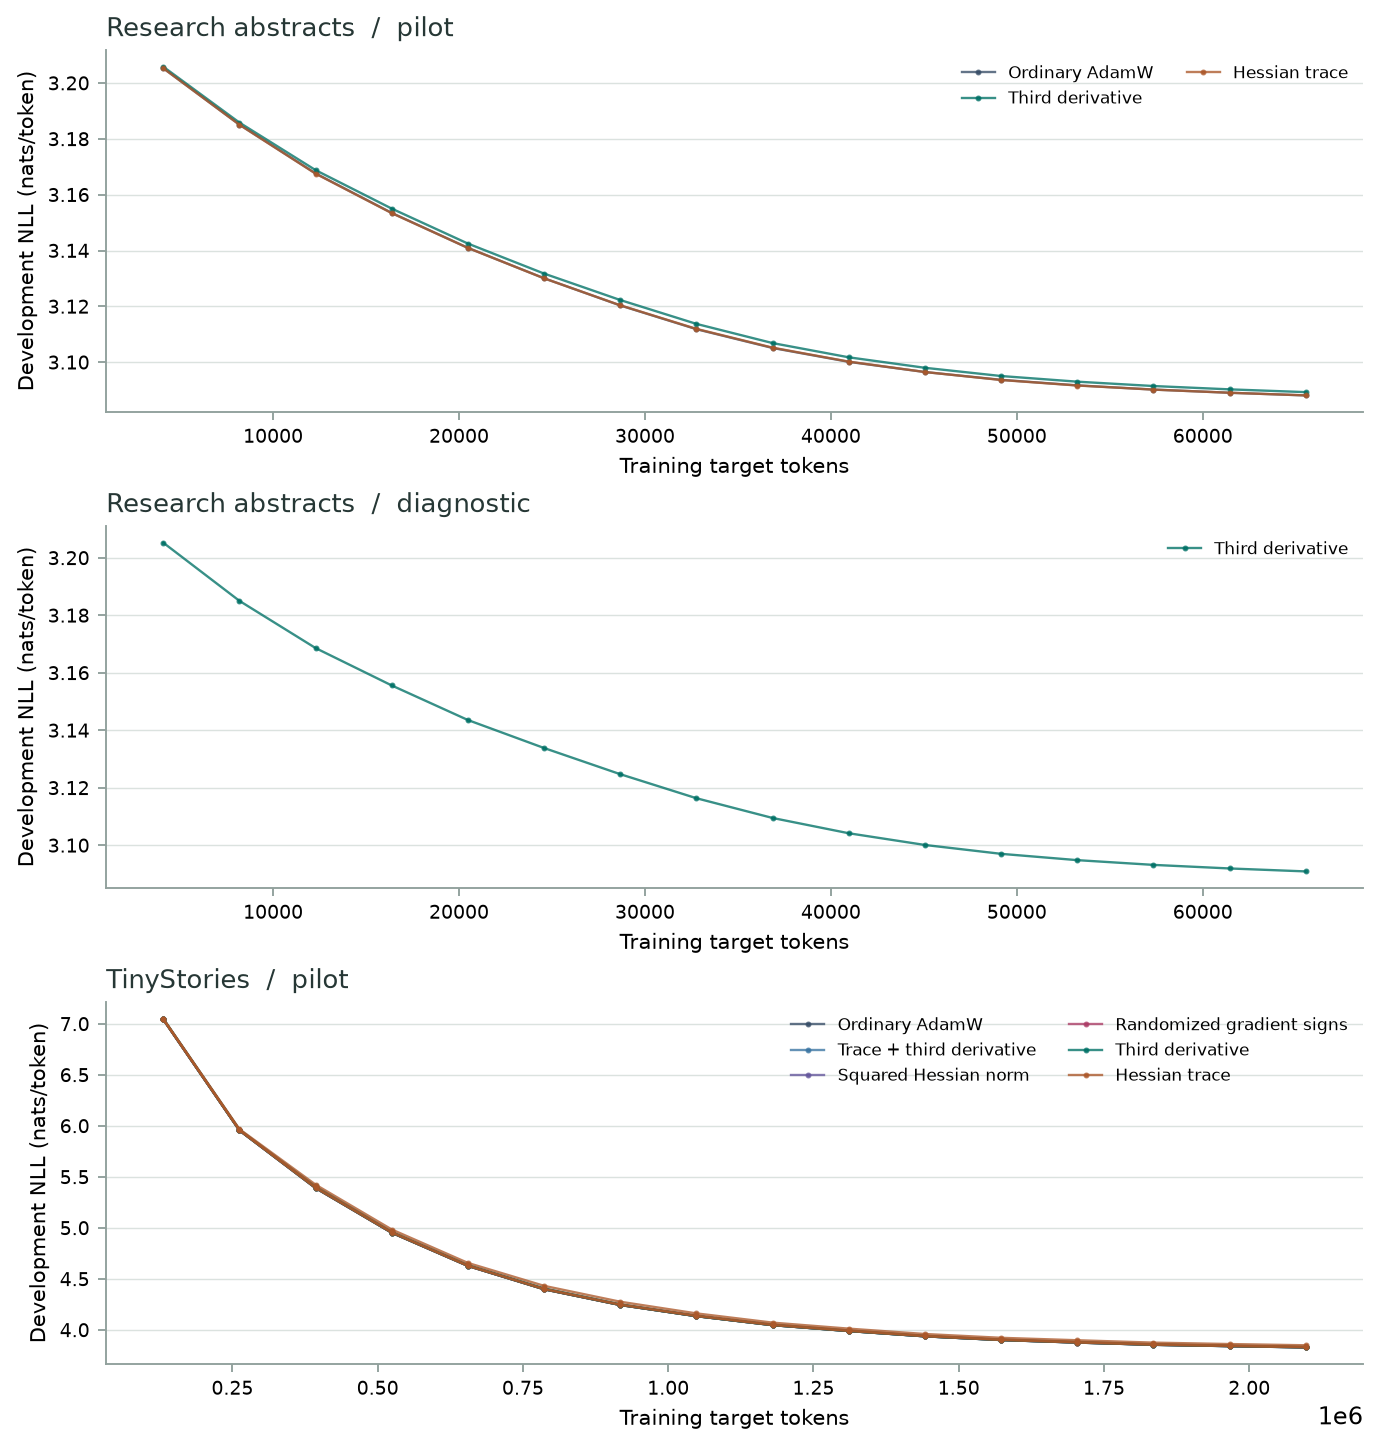 Research abstracts / pilot
Development NLL (nats/token)
3.20
3.18
3.16
3.14
3.12
3.10
Ordinary AdamW
Third derivative
Hessian trace
10000 20000 30000 40000 50000 60000
Training target tokens
Research abstracts / diagnostic
Development NLL (nats/token)
3.20
3.18
3.16
3.14
3.12
3.10
Third derivative
10000 20000 30000 40000 50000 60000
Training target tokens
TinyStories / pilot
Development NLL (nats/token)
7.0
6.5
6.0
5.5
5.0
4.5
4.0
Ordinary AdamW
Trace + third derivative
Squared Hessian norm
Randomized gradient signs
Third derivative
Hessian trace
0.25 0.50 0.75 1.00 1.25 1.50 1.75 2.00
1e6
Training target tokens